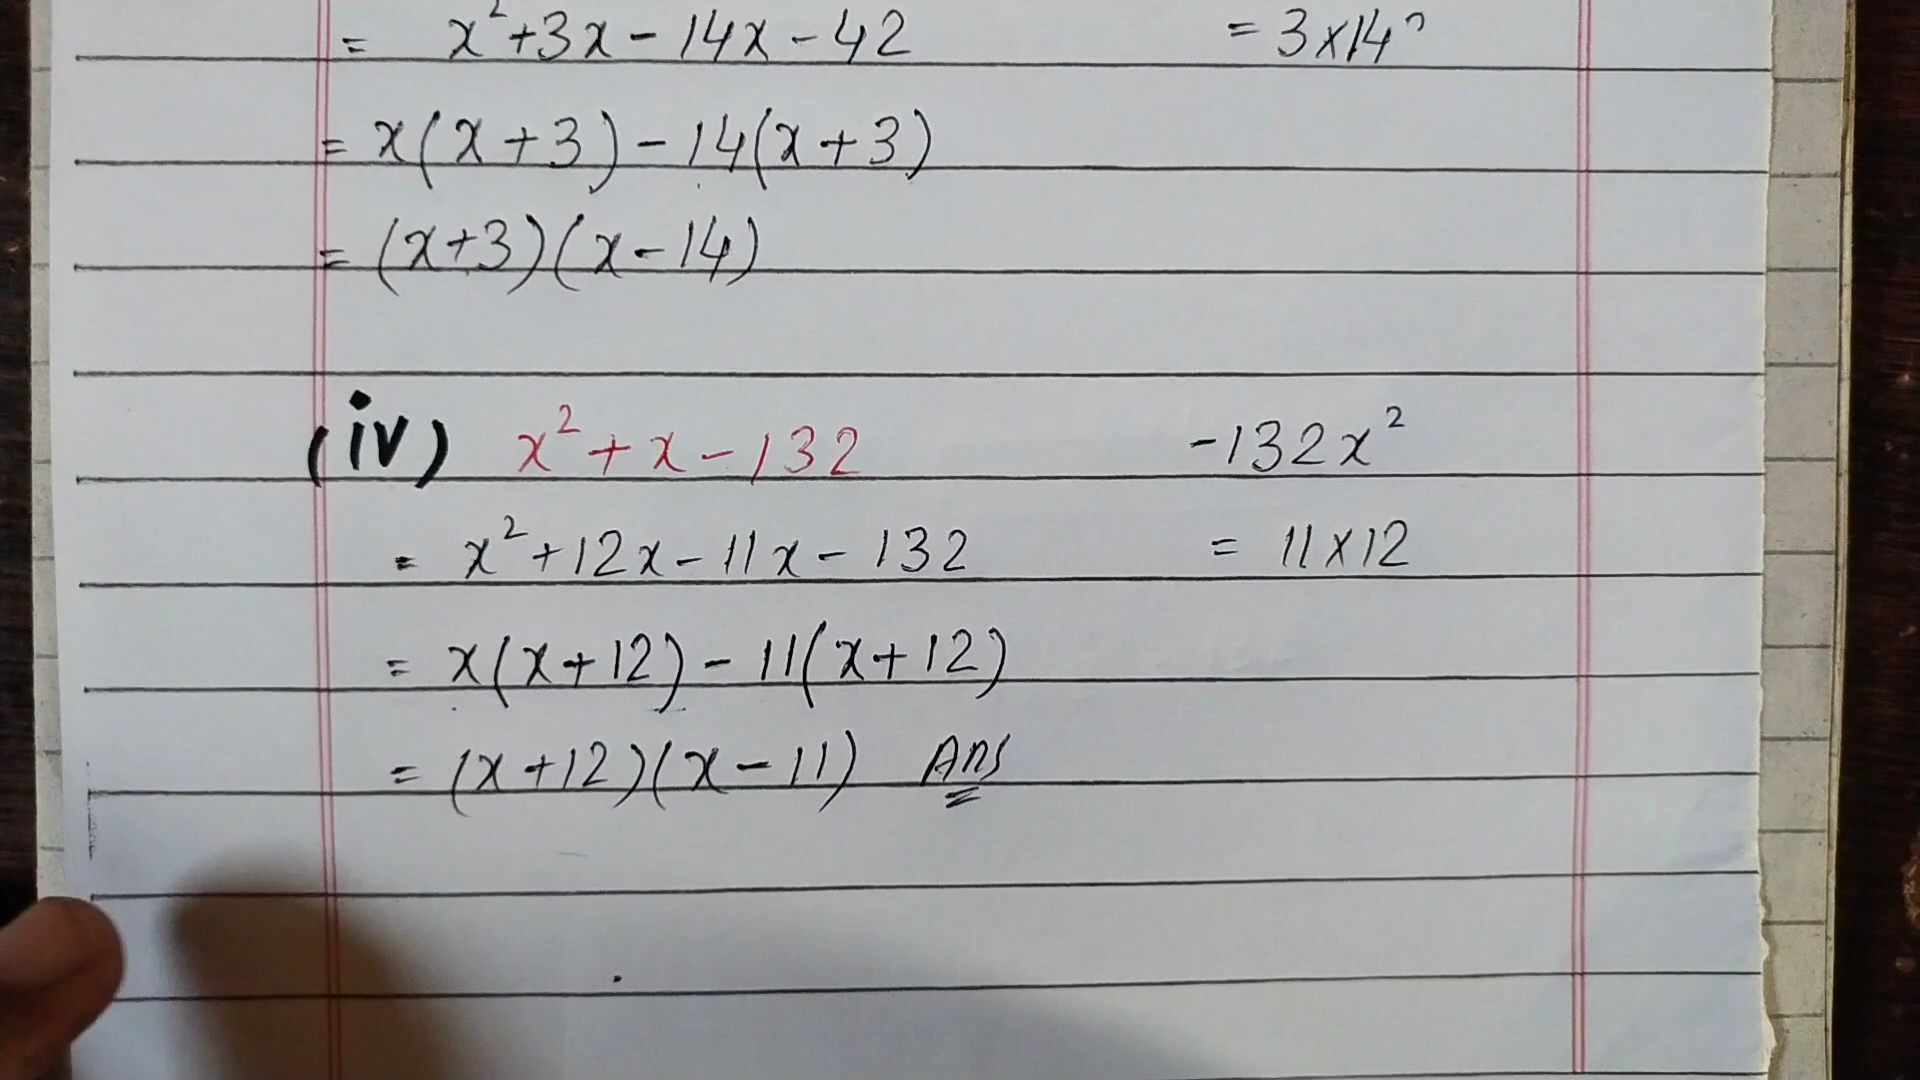 = x²+3x-14x-42 = 3x14
= x(x+3)-14(x+3)
= (x+3)(x-14)
(iv) x²+x-132 -132x²
= x²+12x-11x-132 = 11x12
= x(x+12)-11(x+12)
= (x+12)(x-11) Ans